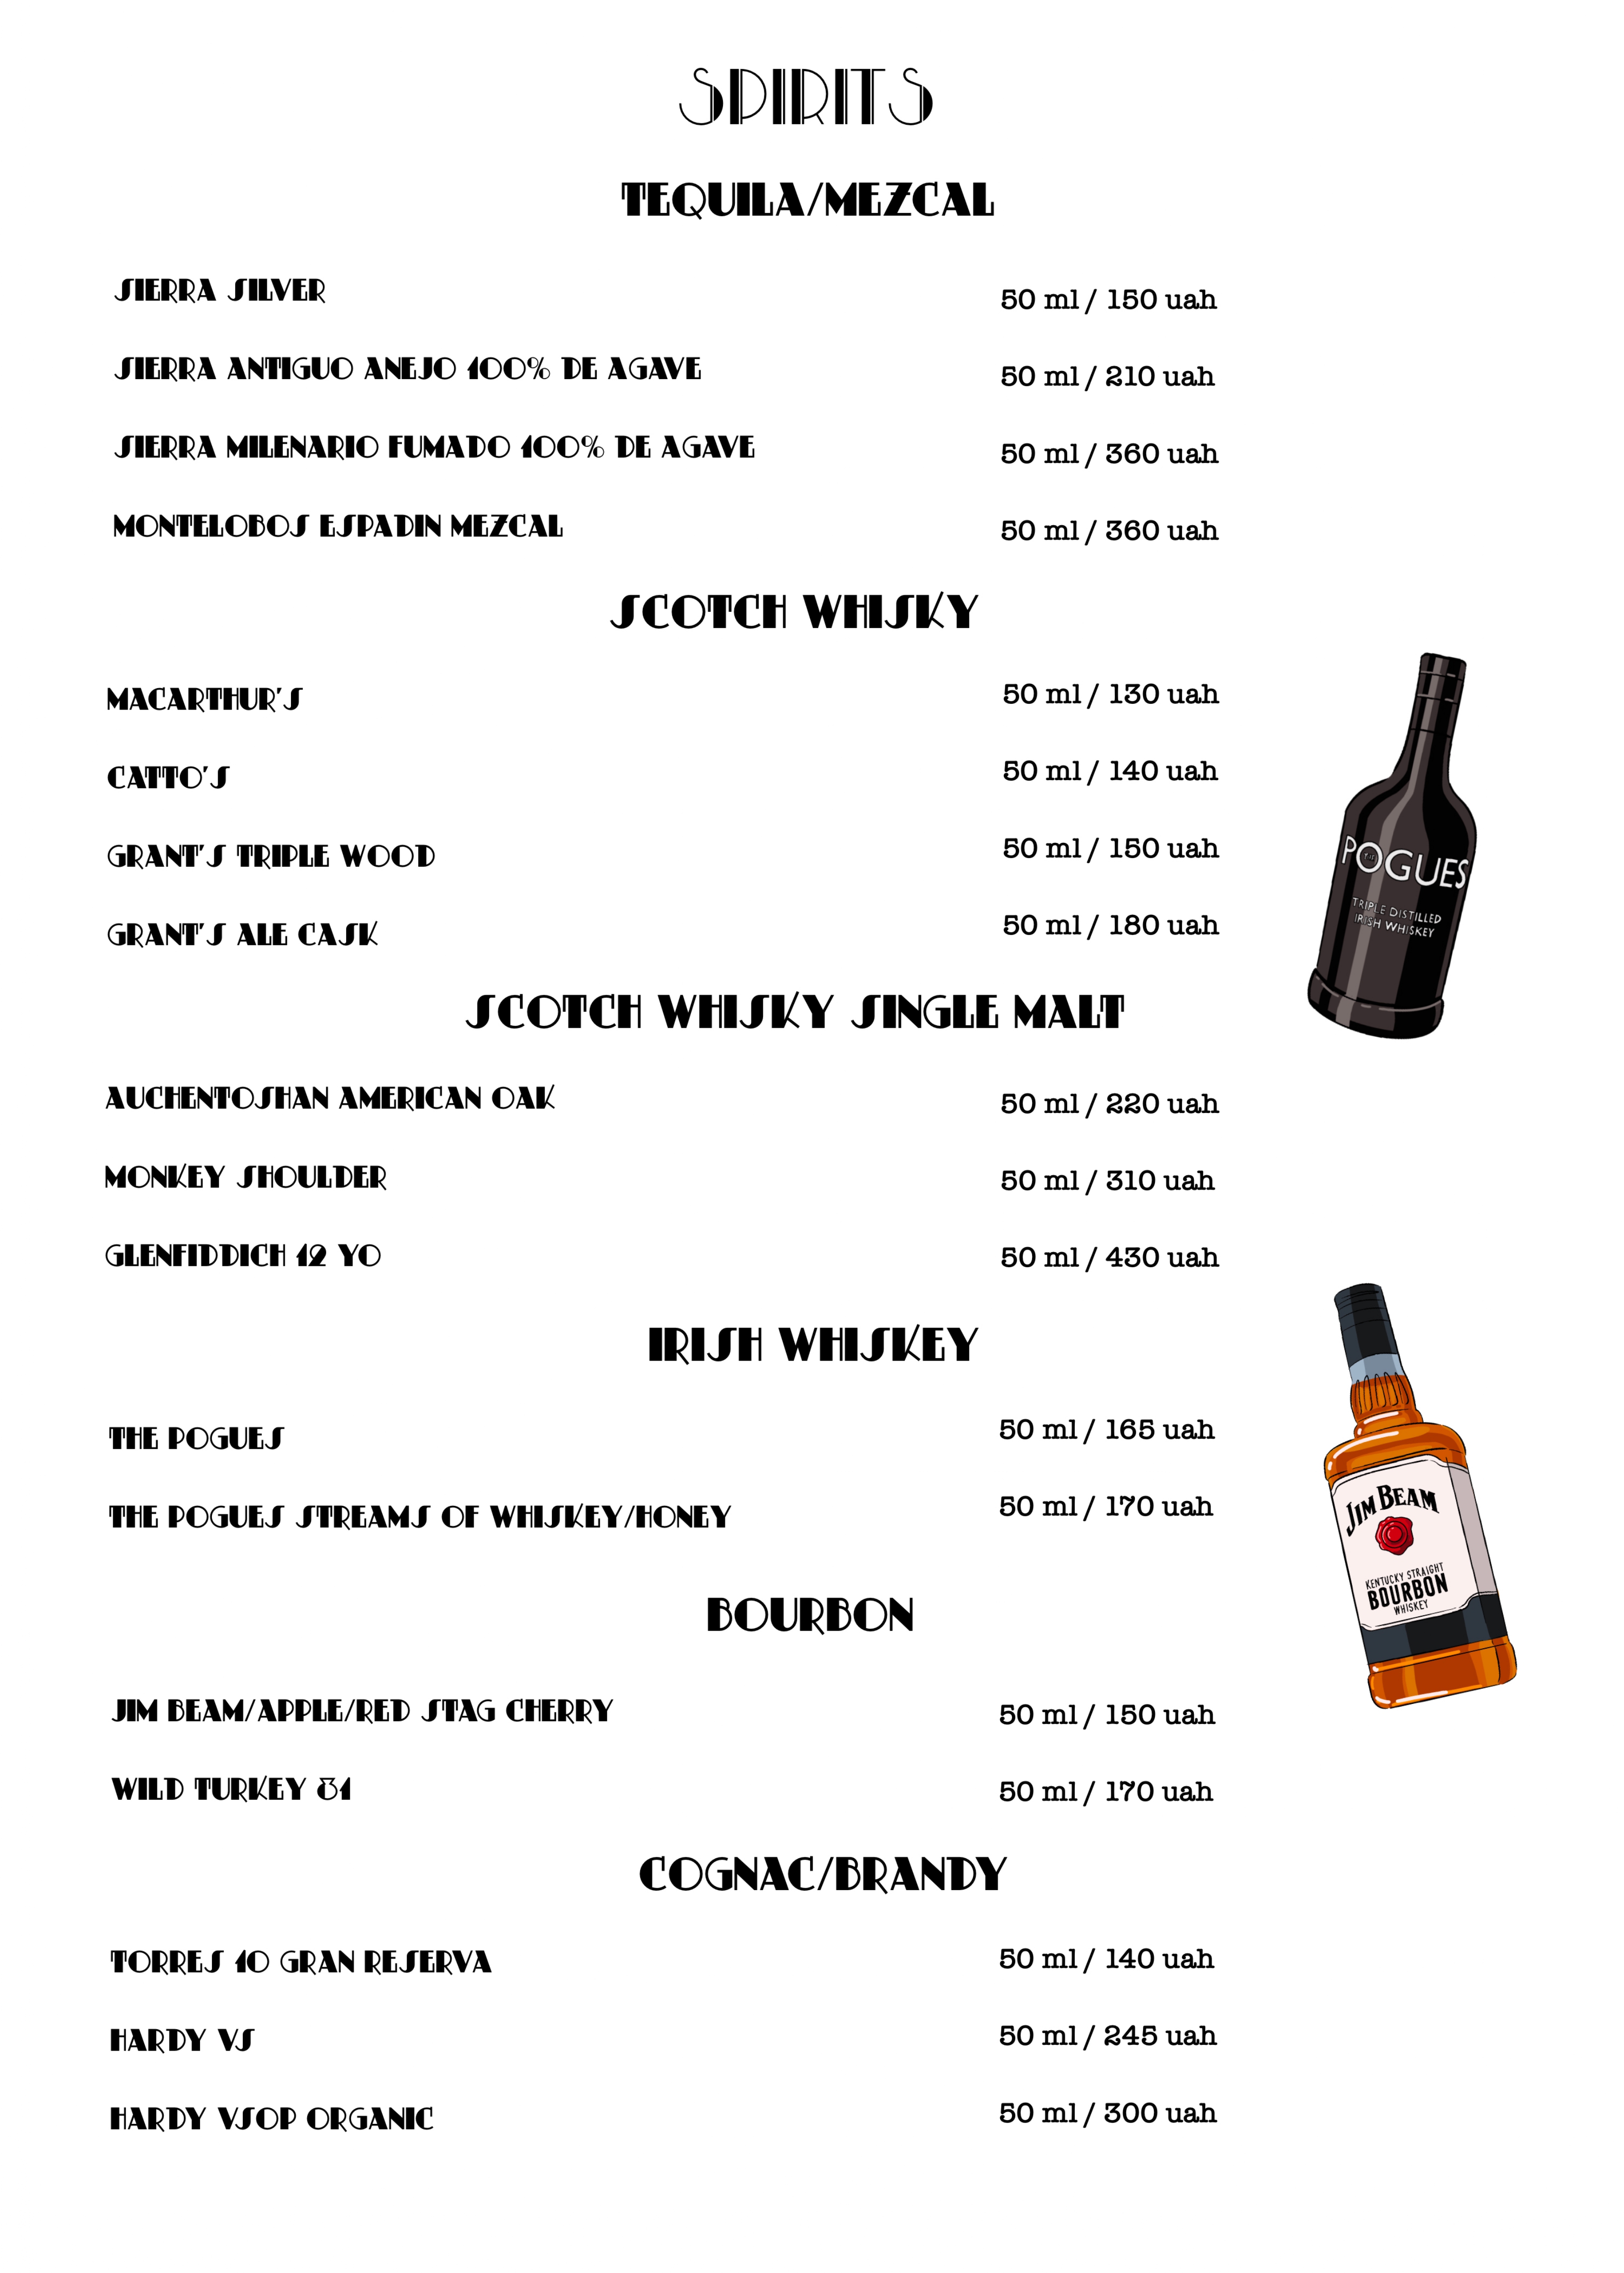 SPIRITS
TEQUILA/MEZCAL
SIERRA SILVER 50 ml / 150 uah
SIERRA ANTIGUO ANEJO 100% DE AGAVE 50 ml / 210 uah
SIERRA MILENARIO FUMADO 100% DE AGAVE 50 ml / 360 uah
MONTELOBOS ESPADIN MEZCAL 50 ml / 360 uah
SCOTCH WHISKY
MACARTHUR'S 50 ml / 130 uah
CATTO'S 50 ml / 140 uah
GRANT'S TRIPLE WOOD 50 ml / 150 uah
GRANT'S ALE CASK 50 ml / 180 uah
THE POGUES
TRIPLE DISTILLED
IRISH WHISKEY
SCOTCH WHISKY SINGLE MALT
AUCHENTOSHAN AMERICAN OAK 50 ml / 220 uah
MONKEY SHOULDER 50 ml / 310 uah
GLENFIDDICH 12 YO 50 ml / 430 uah
IRISH WHISKEY
THE POGUES 50 ml / 165 uah
THE POGUES STREAMS OF WHISKEY/HONEY 50 ml / 170 uah
JIM BEAM
KENTUCKY STRAIGHT
BOURBON
WHISKEY
BOURBON
JIM BEAM/APPLE/RED STAG CHERRY 50 ml / 150 uah
WILD TURKEY 81 50 ml / 170 uah
COGNAC/BRANDY
TORRES 10 GRAN RESERVA 50 ml / 140 uah
HARDY VS 50 ml / 245 uah
HARDY VSOP ORGANIC 50 ml / 300 uah